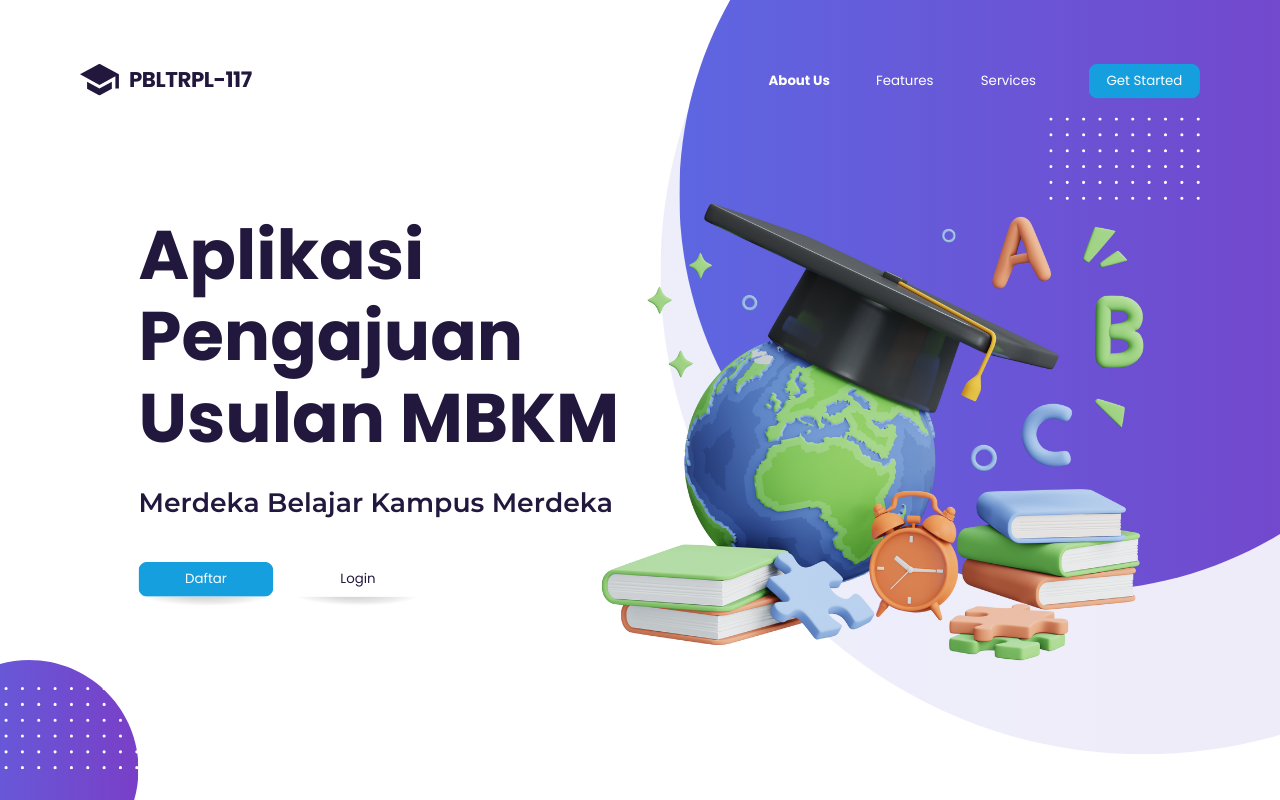 PBLTRPL-117
About Us
Features
Services
Get Started
Aplikasi
Pengajuan
Usulan MBKM
Merdeka Belajar Kampus Merdeka
Daftar
Login
A
B
C